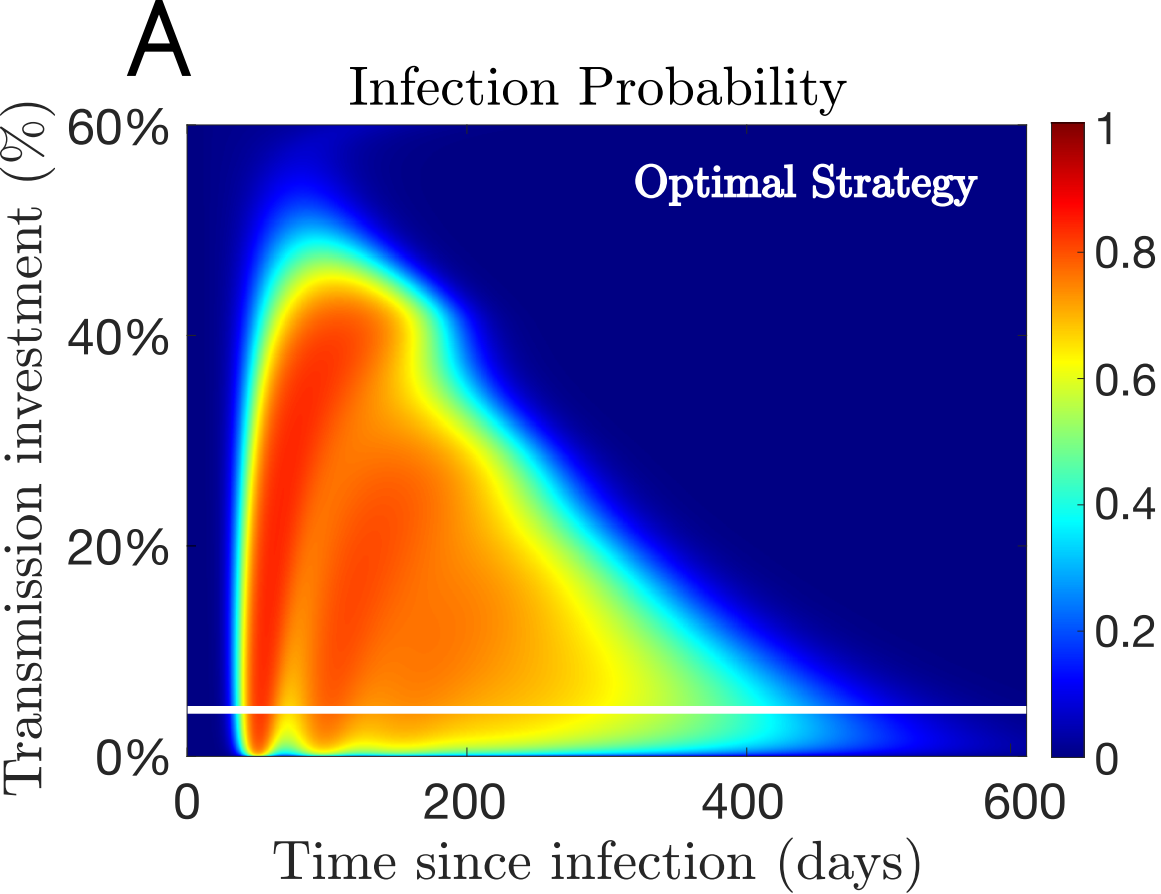 A
Infection Probability
Transmission investment (%)
60%
40%
20%
0%
Optimal Strategy
1
0.8
0.6
0.4
0.2
0
0 200 400 600
Time since infection (days)